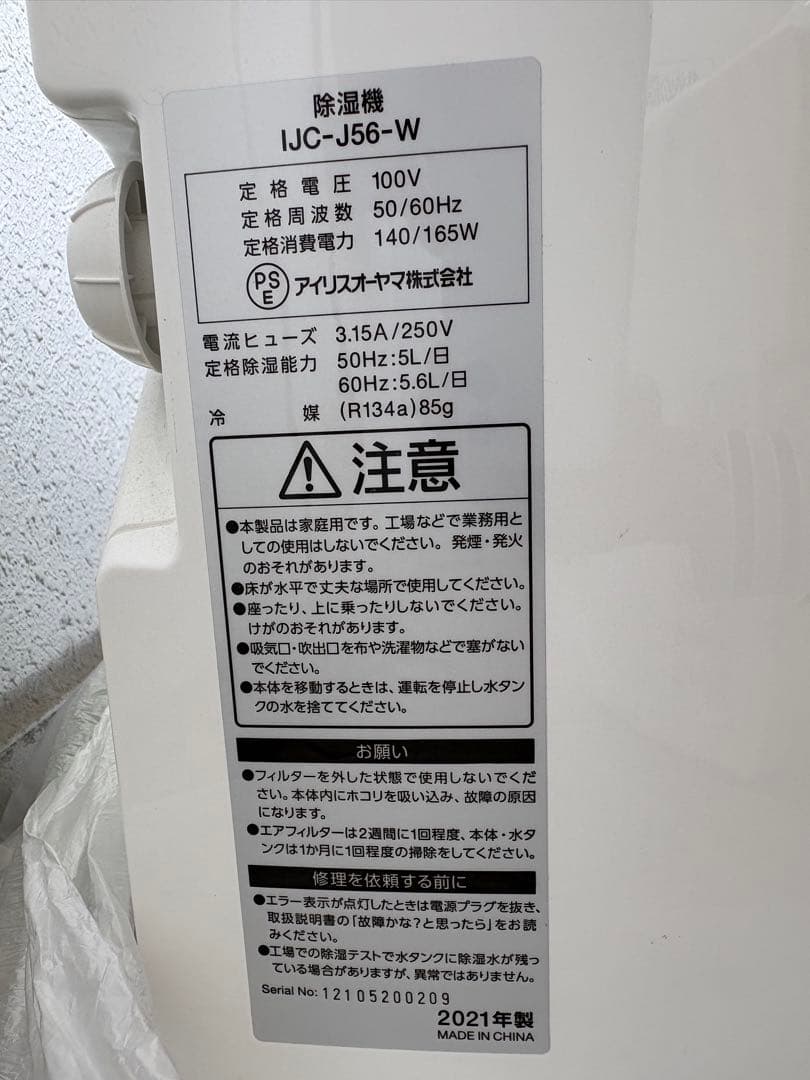 除湿機
IJC-J56-W
定格電圧 100V
定格周波数 50/60Hz
定格消費電力 140/165W
PS
E
アイリスオーヤマ株式会社
電流ヒューズ 3.15A/250V
定格除湿能力 50Hz:5L/日
60Hz:5.6L/日
冷媒 (R134a)85g
注意
●本製品は家庭用です。工場などで業務用と
しての使用はしないでください。発煙・発火
のおそれがあります。
●床が水平で丈夫な場所で使用してください。
●座ったり、上に乗ったりしないでください。
けがのおそれがあります。
●吸気口・吹出口を布や洗濯物などで塞がない
でください。
●本体を移動するときは、運転を停止し水タン
クの水を捨ててください。
お願い
●フィルターを外した状態で使用しないでくだ
さい。本体内にホコリを吸い込み、故障の原因
になります。
●エアフィルターは2週間に1回程度、本体・水タ
ンクは1か月に1回程度の掃除をしてください。
修理を依頼する前に
●エラー表示が点灯したときは電源プラグを抜き、
取扱説明書の「故障かな?と思ったら」をお読
みください。
●工場での除湿テストで水タンクに除湿水が残っ
ている場合がありますが、異常ではありません。
Serial No: 12105200209
2021年製
MADE IN CHINA